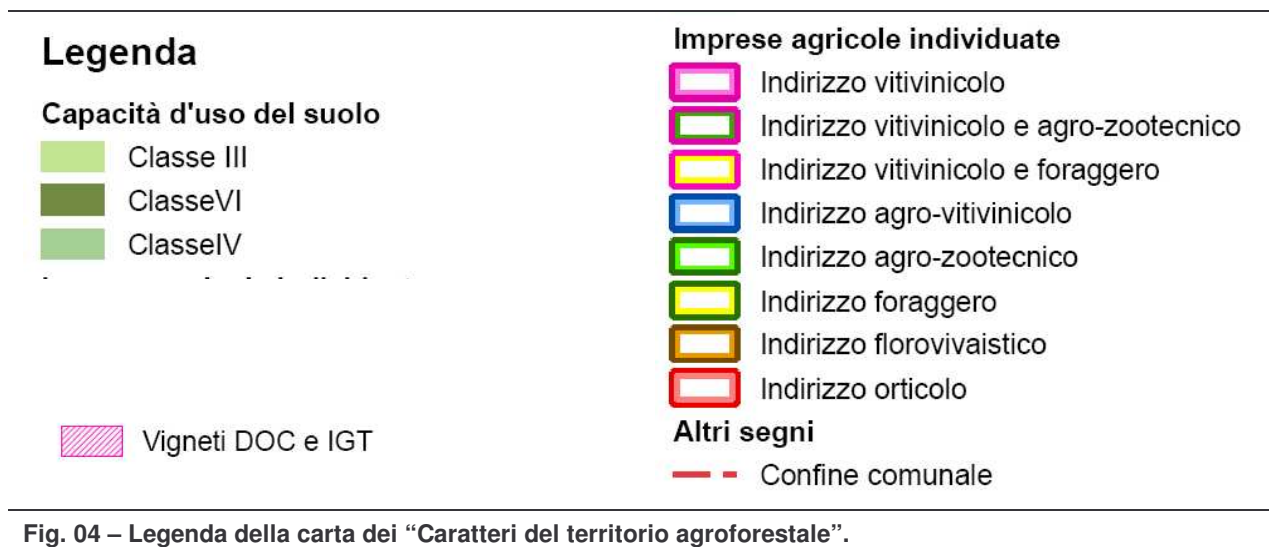 Legenda
Capacità d'uso del suolo
Classe III
ClasseVI
ClasseIV
Vigneti DOC e IGT
Imprese agricole individuate
Indirizzo vitivinicolo
Indirizzo vitivinicolo e agro-zootecnico
Indirizzo vitivinicolo e foraggero
Indirizzo agro-vitivinicolo
Indirizzo agro-zootecnico
Indirizzo foraggero
Indirizzo florovivaistico
Indirizzo orticolo
Altri segni
Confine comunale
Fig. 04 – Legenda della carta dei “Caratteri del territorio agroforestale”.